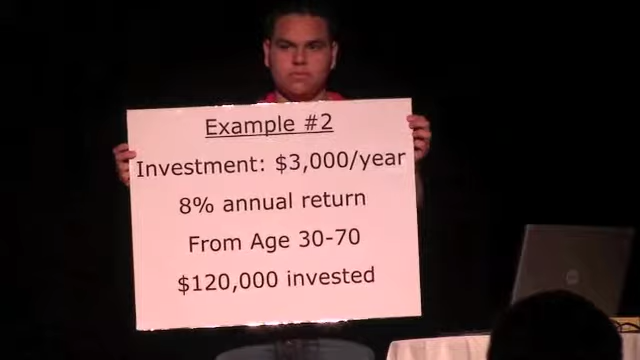 Example #2
Investment: $3,000/year
8% annual return
From Age 30-70
$120,000 invested